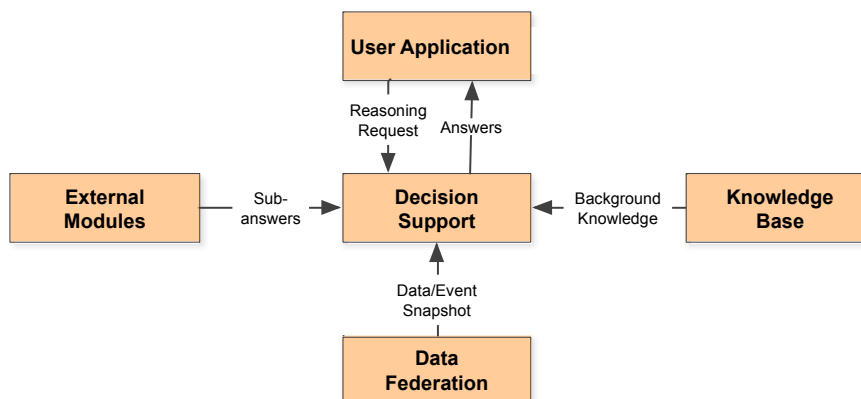 User Application
Reasoning
Request
Answers
External
Modules
Sub-
answers
Decision
Support
Background
Knowledge
Knowledge
Base
Data/Event
Snapshot
Data
Federation